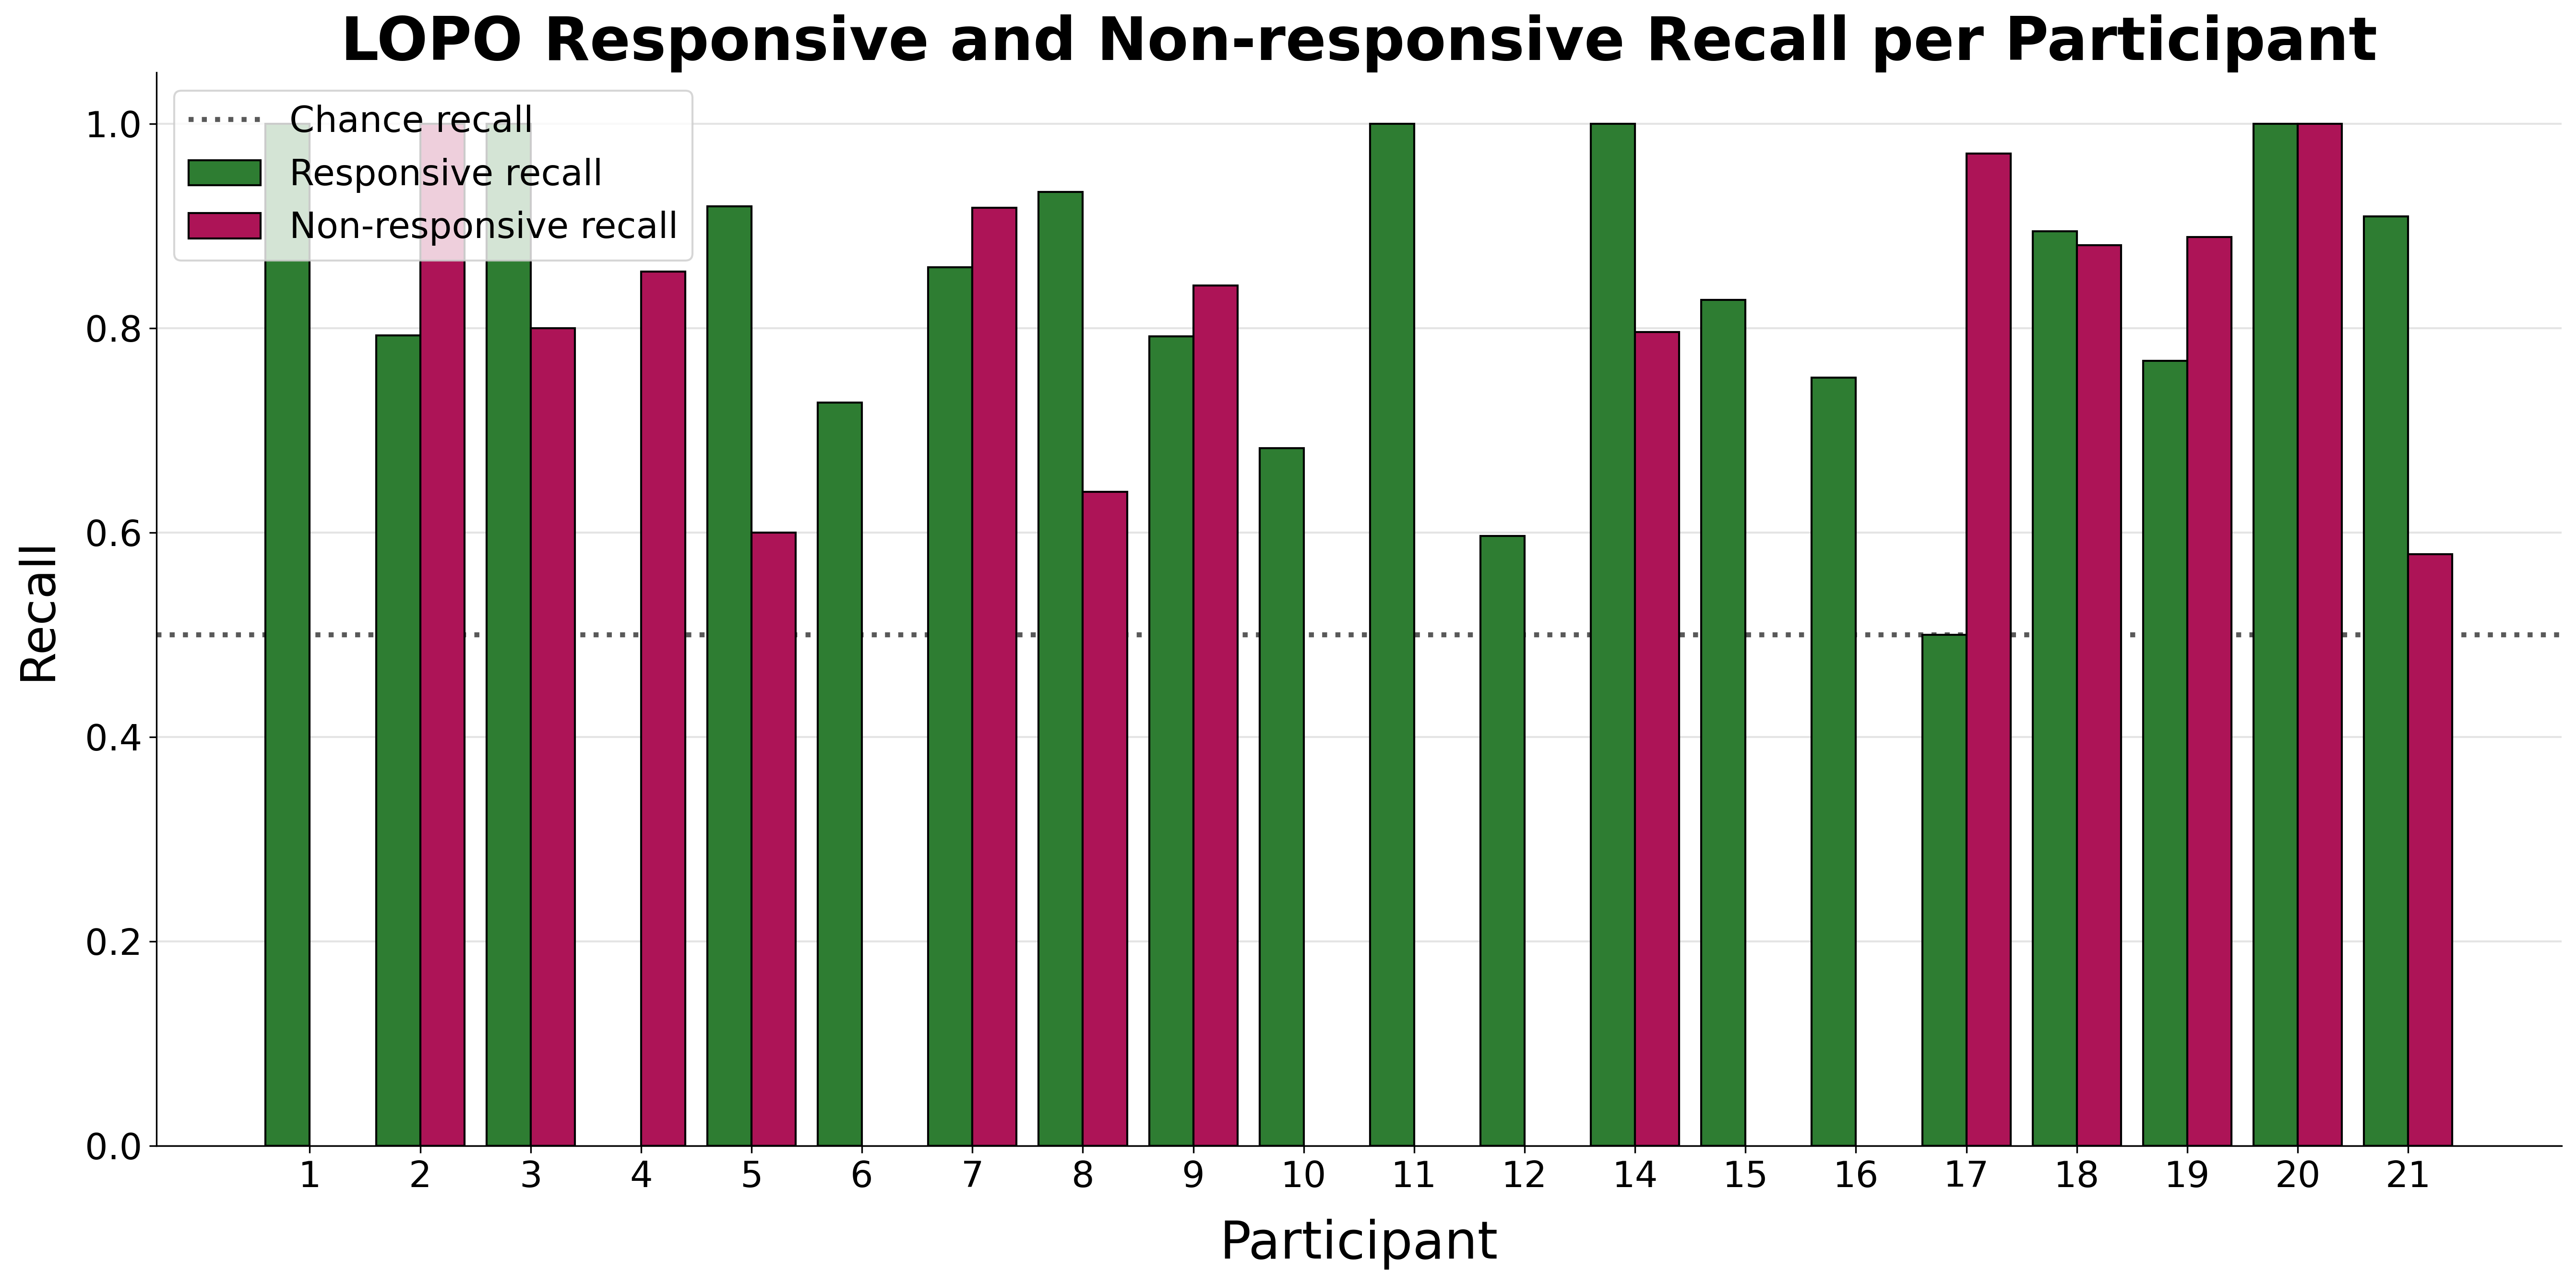 LOPO Responsive and Non-responsive Recall per Participant
Chance recall
Responsive recall
Non-responsive recall
1.0
0.8
0.6
0.4
0.2
0.0
Recall
1 2 3 4 5 6 7 8 9 10 11 12 14 15 16 17 18 19 20 21
Participant